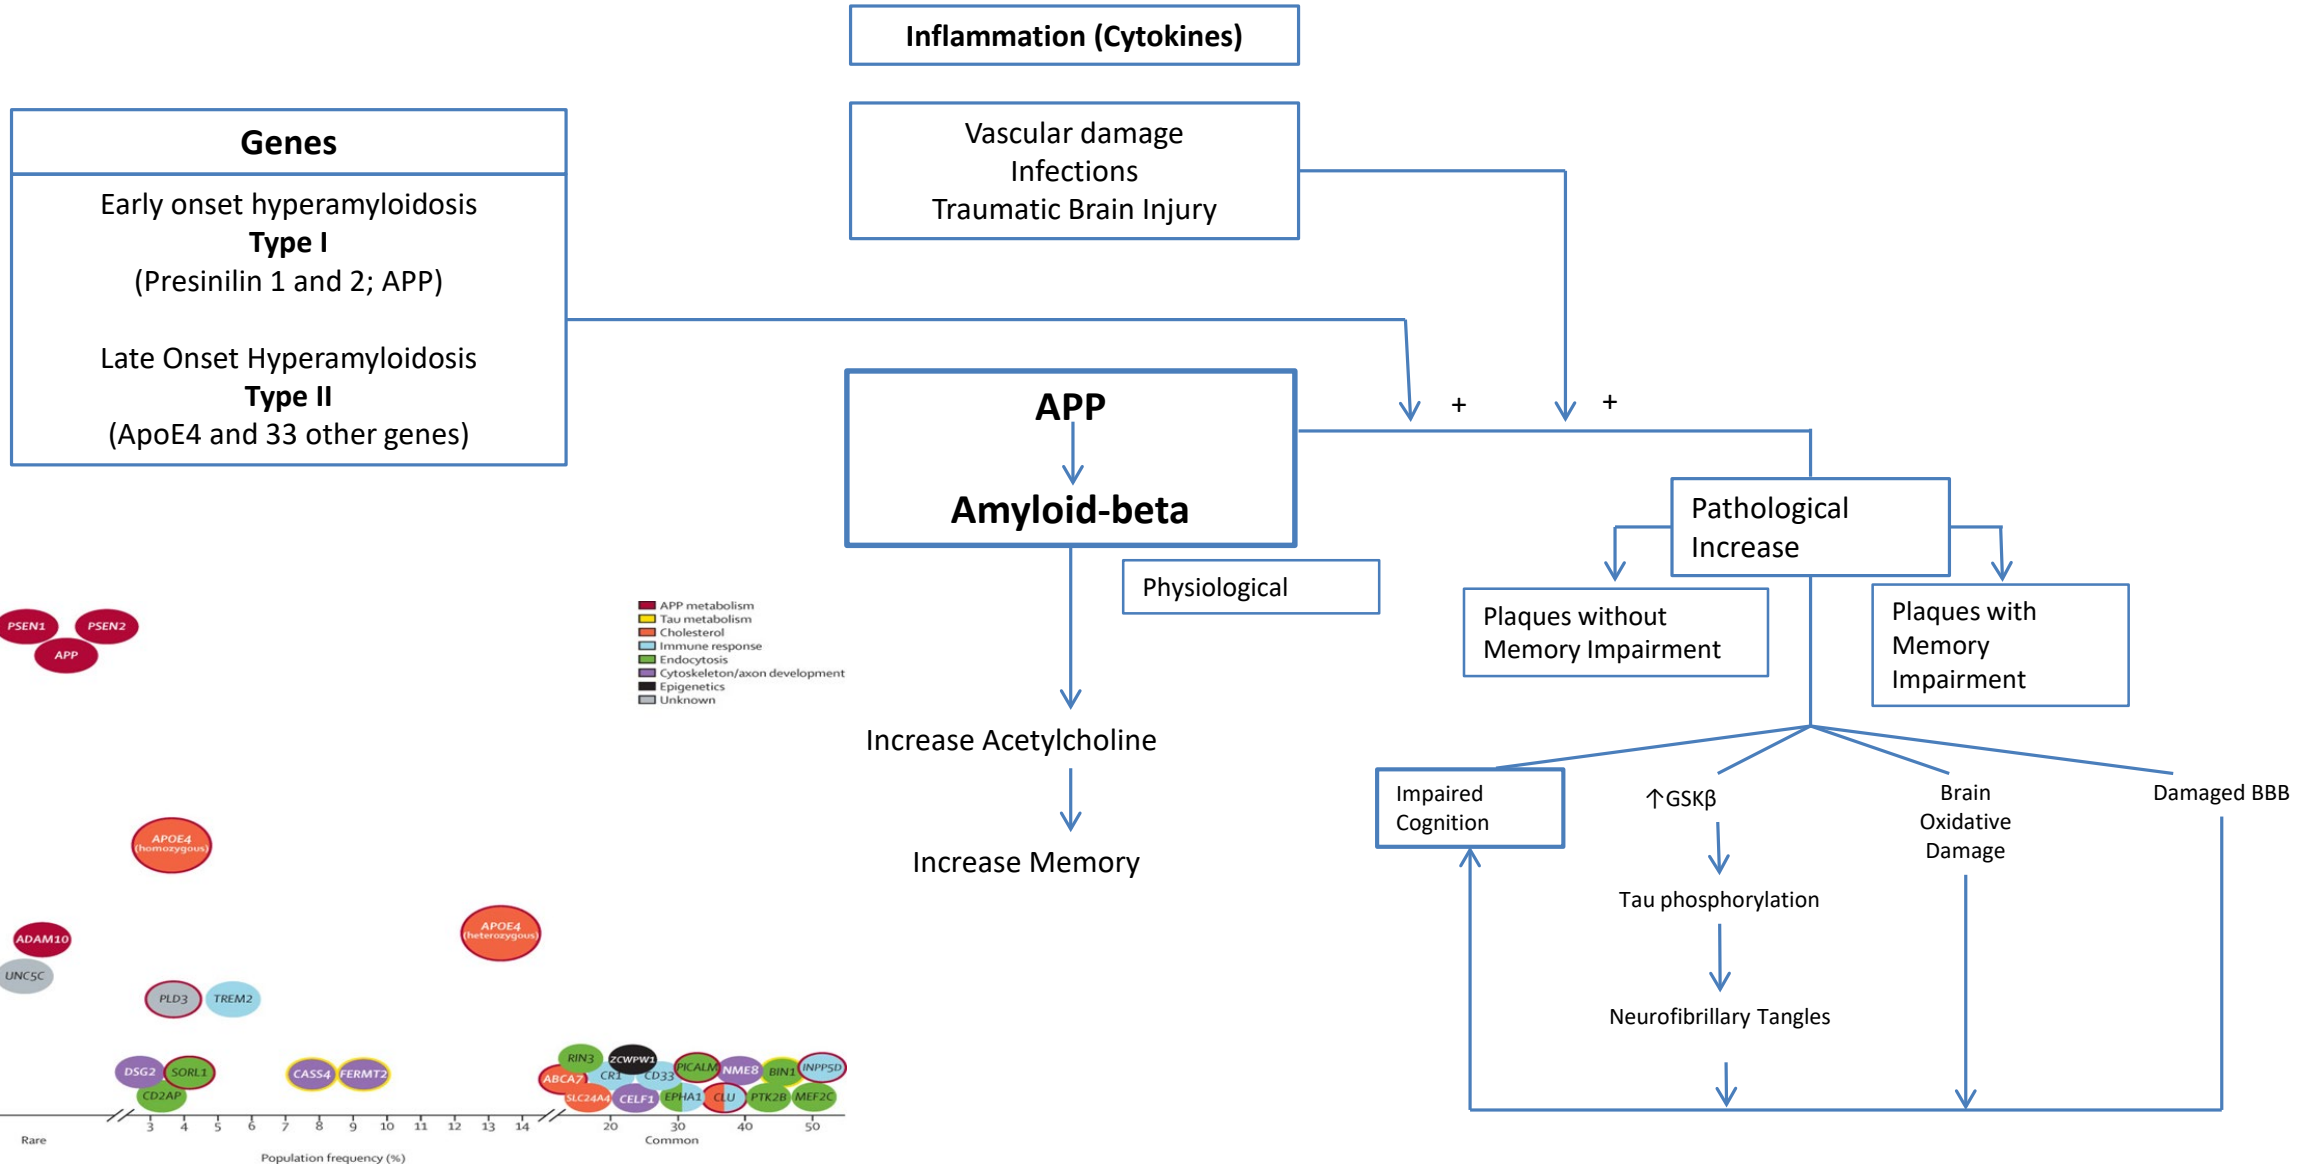 Inflammation (Cytokines)
Vascular damage
Infections
Traumatic Brain Injury
Genes
Early onset hyperamyloidosis
Type I
(Presinilin 1 and 2; APP)
Late Onset Hyperamyloidosis
Type II
(ApoE4 and 33 other genes)
APP
Amyloid-beta
+
+
Pathological
Increase
Physiological
Plaques without
Memory Impairment
Plaques with
Memory
Impairment
Increase Acetylcholine
Increase Memory
Impaired
Cognition
↑GSKβ
Brain
Oxidative
Damage
Damaged BBB
Tau phosphorylation
Neurofibrillary Tangles
APP metabolism
Tau metabolism
Cholesterol
Immune response
Endocytosis
Cytoskeleton/axon development
Epigenetics
Unknown
PSEN1
PSEN2
APP
APOE4
(homozygous)
APOE4
(heterozygous)
ADAM10
UNC5C
PLD3
TREM2
DSG2
SORL1
CD2AP
CASS4
FERMT2
RIN3
ZCWPW1
PICALM
NME8
BIN1
INPP5D
ABCA7
CR1
CD33
SLC24A4
CELF1
EPHA1
CLU
PTK2B
MEF2C
3 4 5 6 7 8 9 10 11 12 13 14 20 30 40 50
Rare
Common
Population frequency (%)